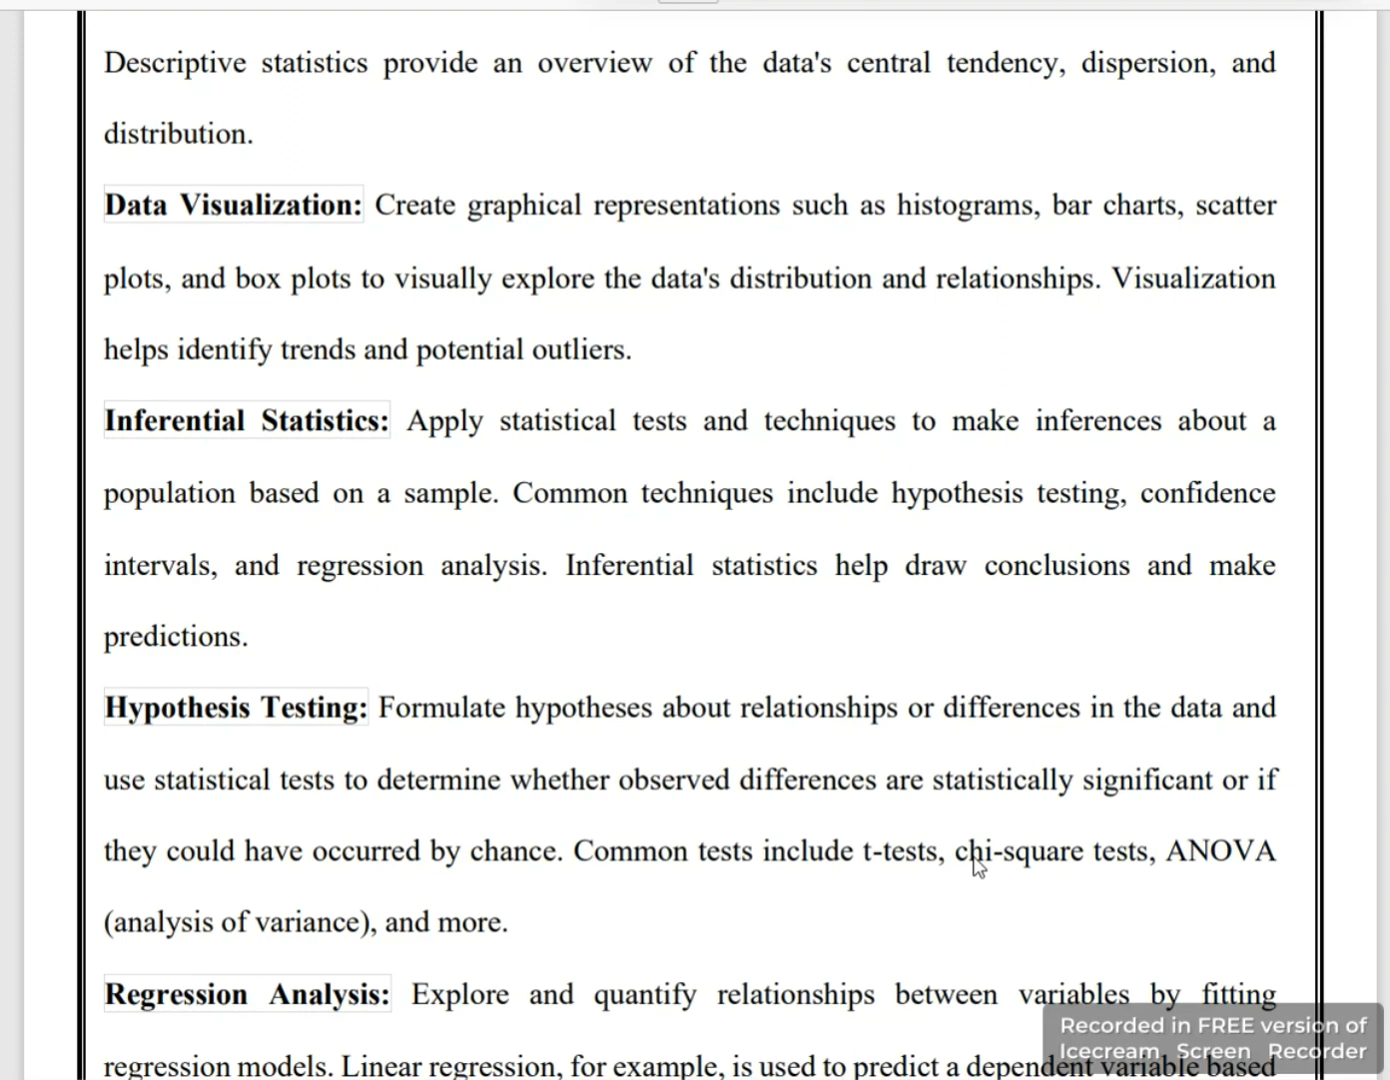 Descriptive statistics provide an overview of the data's central tendency, dispersion, and
distribution.
Data Visualization: Create graphical representations such as histograms, bar charts, scatter
plots, and box plots to visually explore the data's distribution and relationships. Visualization
helps identify trends and potential outliers.
Inferential Statistics: Apply statistical tests and techniques to make inferences about a
population based on a sample. Common techniques include hypothesis testing, confidence
intervals, and regression analysis. Inferential statistics help draw conclusions and make
predictions.
Hypothesis Testing: Formulate hypotheses about relationships or differences in the data and
use statistical tests to determine whether observed differences are statistically significant or if
they could have occurred by chance. Common tests include t-tests, chi-square tests, ANOVA
(analysis of variance), and more.
Regression Analysis: Explore and quantify relationships between variables by fitting
regression models. Linear regression, for example, is used to predict a dependent variable based
Recorded in FREE version of
Icecream Screen Recorder